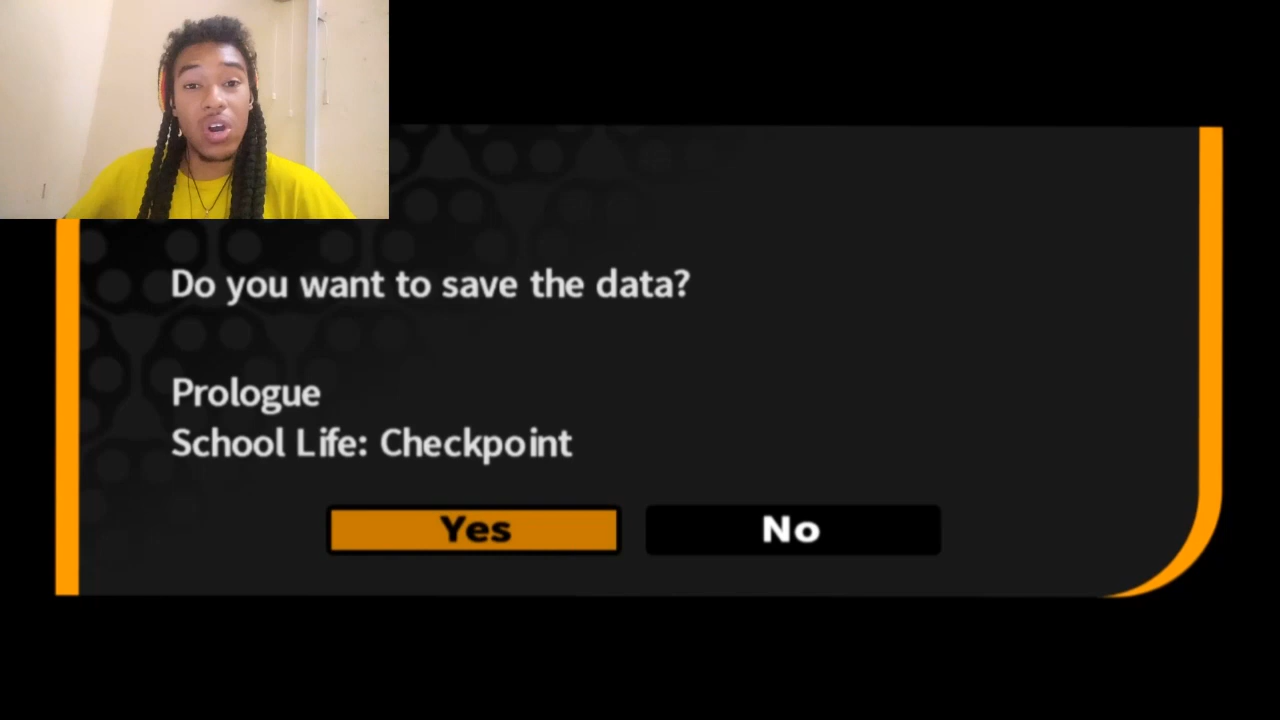 Do you want to save the data?
Prologue
School Life: Checkpoint
Yes
No